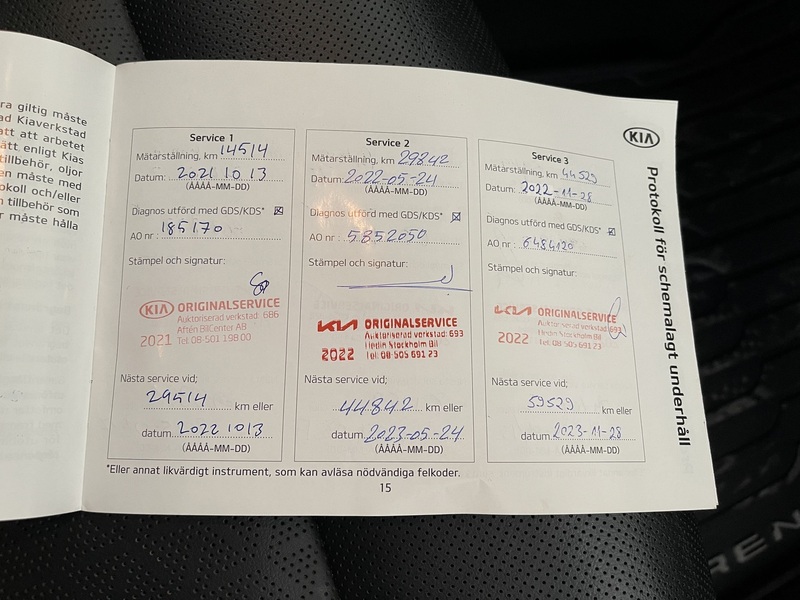 ra giltig måste
ad Kiaverkstad
att att arbetet
ätt enligt Kias
tillbehör, oljor
en måste med
okoll och/eller
n tillbehör som
r måste hålla
KIA
Protokoll för schemalagt underhåll
Service 1
Mätarställning, km 14514
Datum: 2021 10 13
(ÅÅÅÅ-MM-DD)
Diagnos utförd med GDS/KDS* ☒
AO nr : 185170
Stämpel och signatur:
KIA ORIGINALSERVICE
Auktoriserad verkstad: 686
Aftén BilCenter AB
2021 Tel 08-501 198 00
Nästa service vid;
29514 km eller
datum 2022 10 13
(ÅÅÅÅ-MM-DD)
Service 2
Mätarställning, km 29842
Datum: 2022-05-24
(ÅÅÅÅ-MM-DD)
Diagnos utförd med GDS/KDS* ☒
AO nr : 5852050
Stämpel och signatur:
KIA ORIGINALSERVICE
Auktoriserad verkstad: 693
Hedin Stockholm Bil
2022 Tel: 08-505 691 23
Nästa service vid;
44842 km eller
datum 2023-05-24
(ÅÅÅÅ-MM-DD)
Service 3
Mätarställning, km 44529
Datum: 2022-11-28
(ÅÅÅÅ-MM-DD)
Diagnos utförd med GDS/KDS* ☒
AO nr : 6484120
Stämpel och signatur:
KIA ORIGINALSERVICE
Auktoriserad verkstad 693
Hedin Stockholm Bil
2022 Tel. 08-505 691 23
Nästa service vid;
59529 km eller
datum 2023-11-28
(ÅÅÅÅ-MM-DD)
*Eller annat likvärdigt instrument, som kan avläsa nödvändiga felkoder.
15